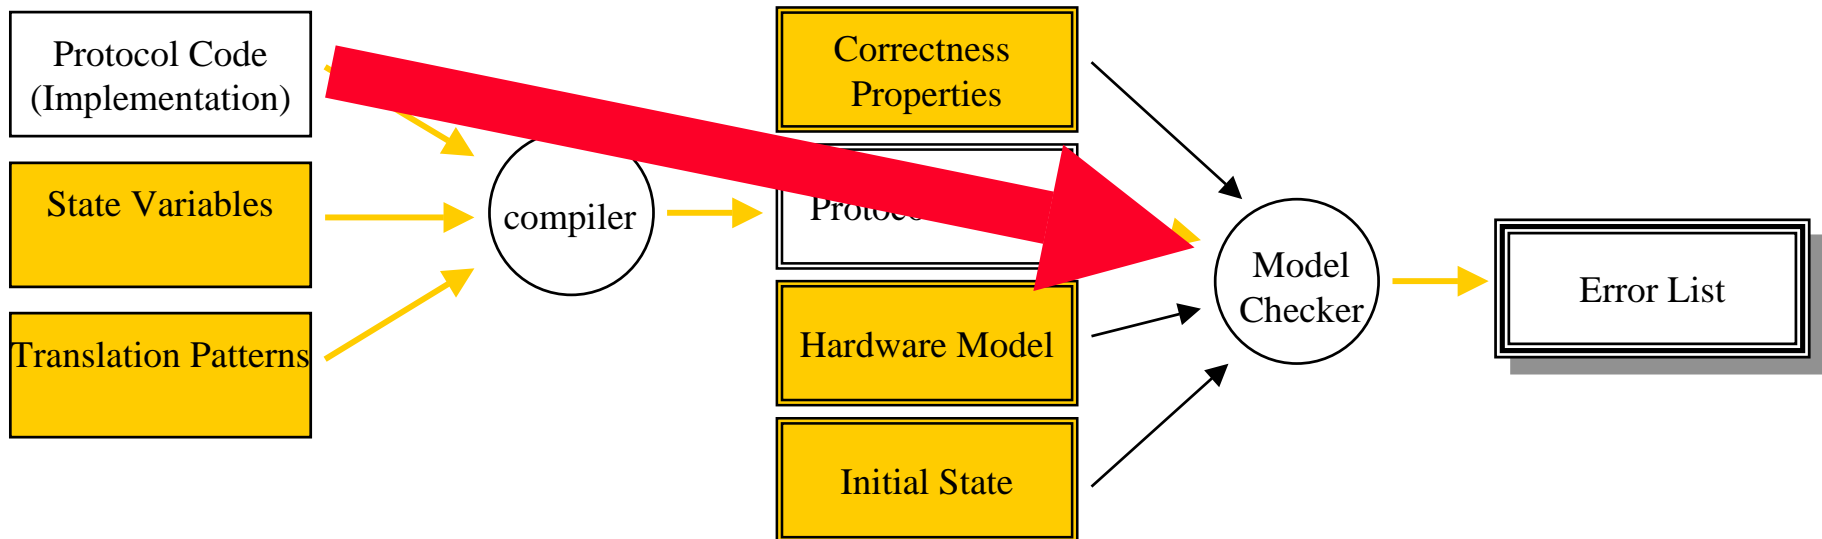 Protocol Code
(Implementation)
State Variables
Translation Patterns
compiler
Correctness
Properties
Hardware Model
Initial State
Model
Checker
Error List